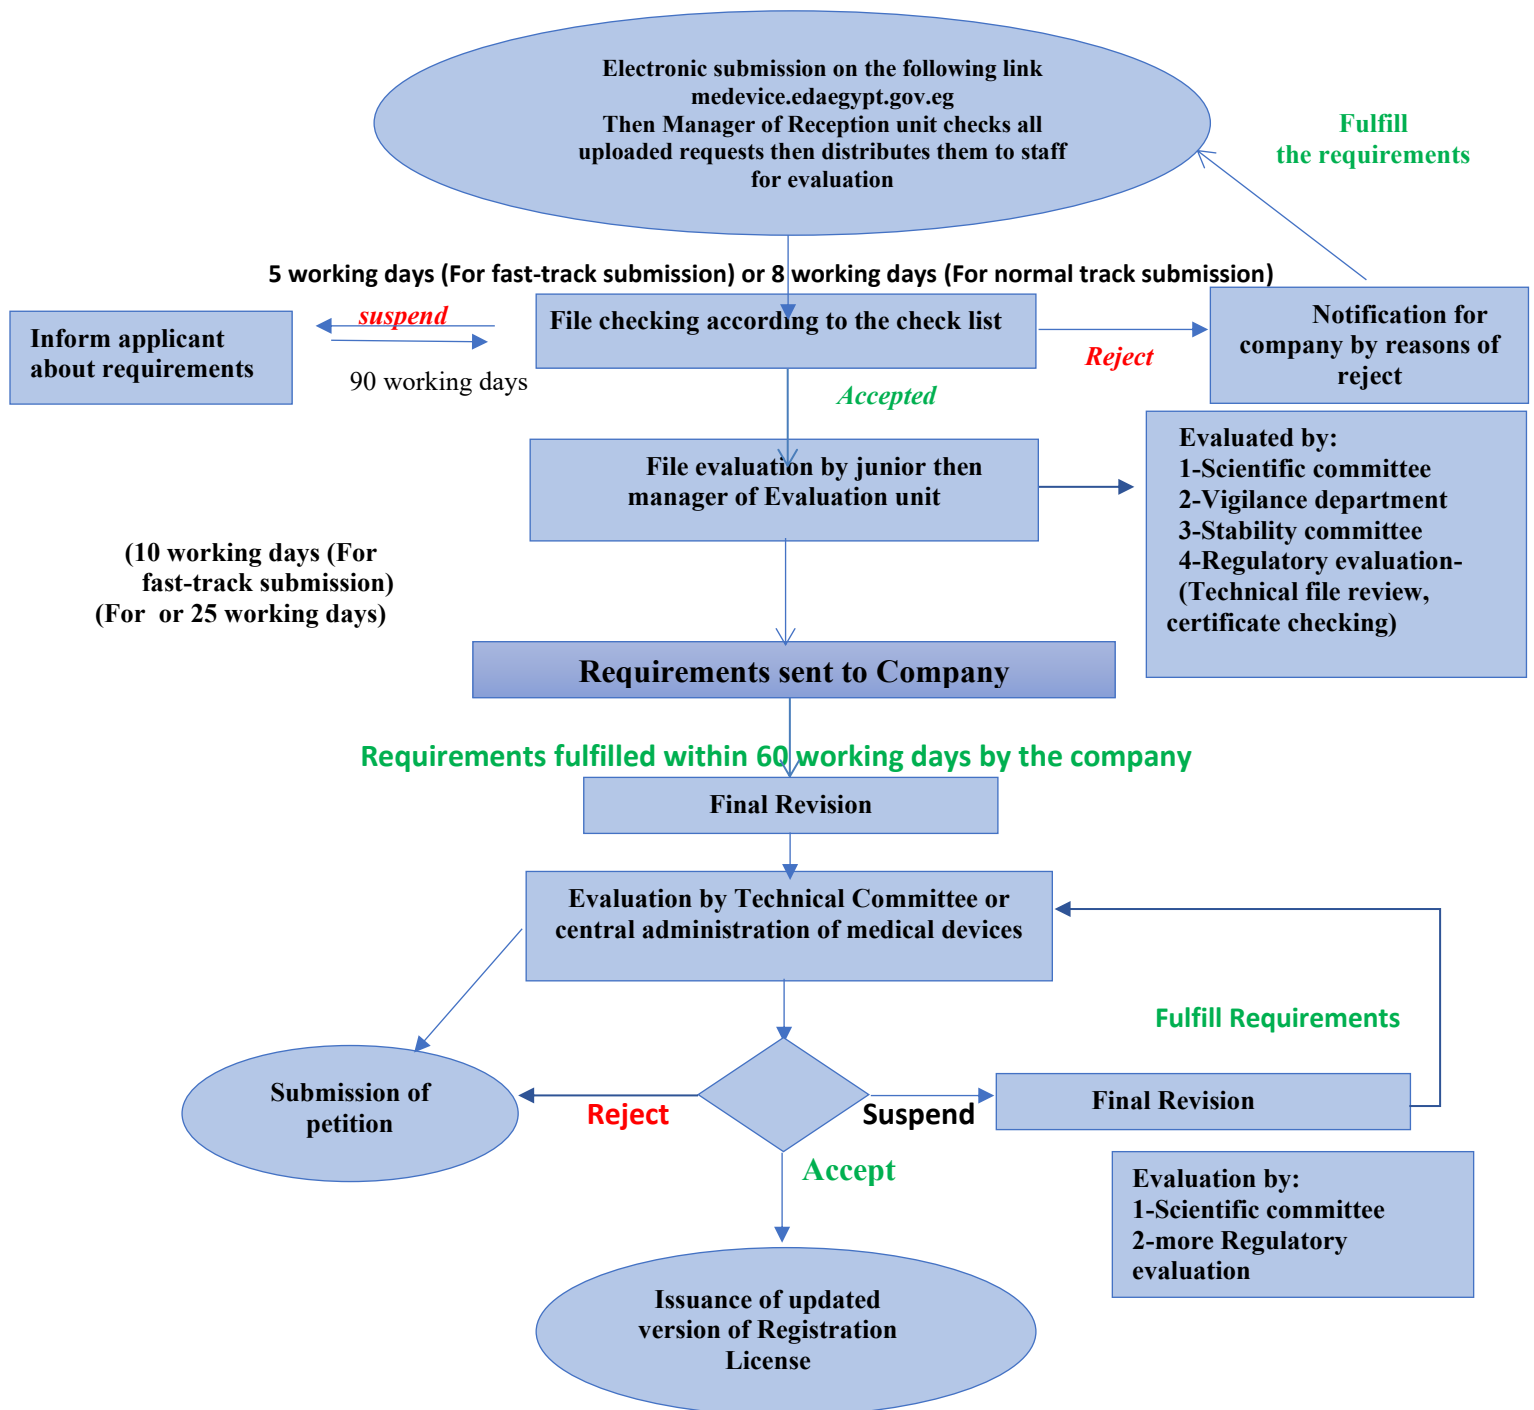 Electronic submission on the following link
medevice.edaegypt.gov.eg
Then Manager of Reception unit checks all
uploaded requests then distributes them to staff
for evaluation
Fulfill
the requirements
5 working days (For fast-track submission) or 8 working days (For normal track submission)
Inform applicant
about requirements
suspend
90 working days
File checking according to the check list
Reject
Notification for
company by reasons of
reject
Accepted
File evaluation by junior then
manager of Evaluation unit
Evaluated by:
1-Scientific committee
2-Vigilance department
3-Stability committee
4-Regulatory evaluation-
(Technical file review,
certificate checking)
(10 working days (For
fast-track submission)
(For or 25 working days)
Requirements sent to Company
Requirements fulfilled within 60 working days by the company
Final Revision
Evaluation by Technical Committee or
central administration of medical devices
Fulfill Requirements
Submission of
petition
Reject
Suspend
Final Revision
Accept
Evaluation by:
1-Scientific committee
2-more Regulatory
evaluation
Issuance of updated
version of Registration
License